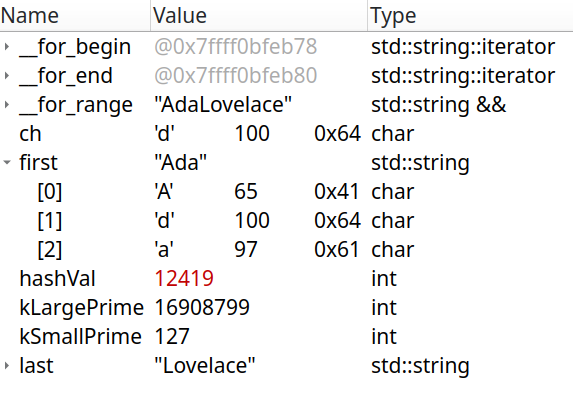 Name Value Type
__for_begin @0x7ffff0bfeb78 std::string::iterator
__for_end @0x7ffff0bfeb80 std::string::iterator
__for_range "AdaLovelace" std::string &&
ch 'd' 100 0x64 char
first "Ada" std::string
[0] 'A' 65 0x41 char
[1] 'd' 100 0x64 char
[2] 'a' 97 0x61 char
hashVal 12419 int
kLargePrime 16908799 int
kSmallPrime 127 int
last "Lovelace" std::string